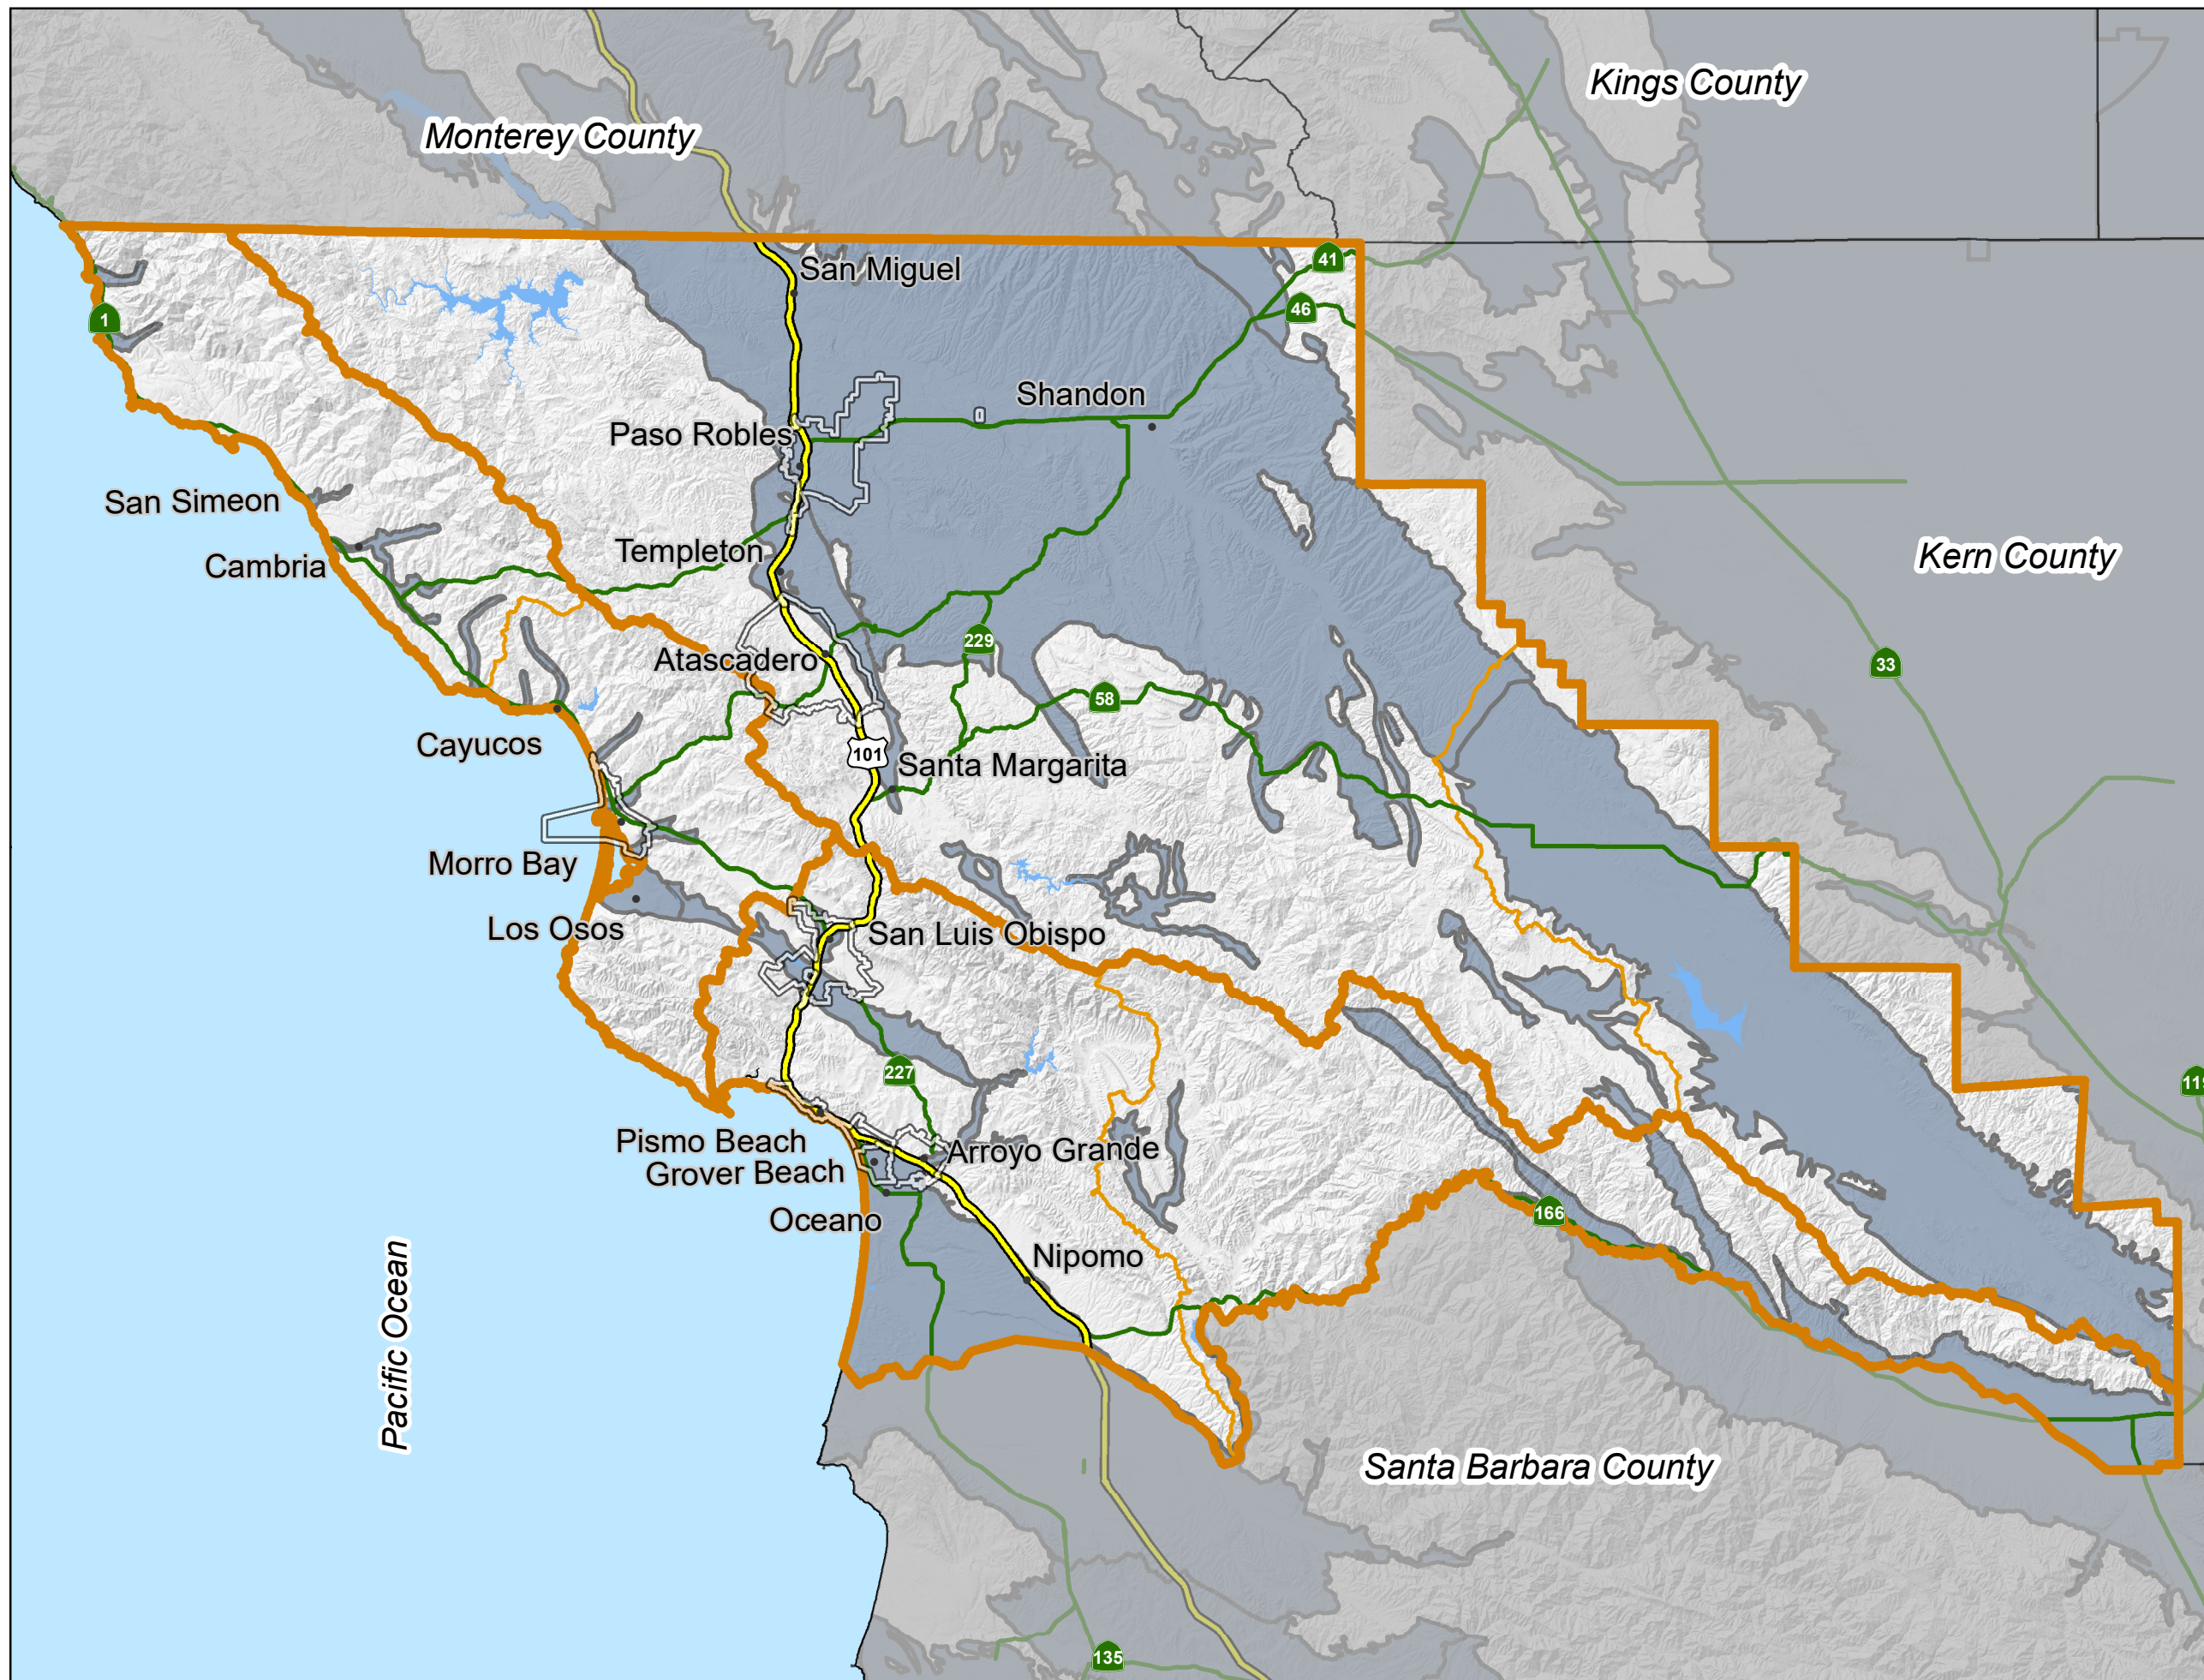 Kings County
Monterey County
41
San Miguel
46
1
Shandon
Paso Robles
San Simeon
Templeton
Kern County
Cambria
229
Atascadero
33
58
Cayucos
101
Santa Margarita
Morro Bay
Los Osos
San Luis Obispo
227
Pismo Beach
Arroyo Grande
Grover Beach
166
Oceano
Nipomo
Pacific Ocean
Santa Barbara County
135